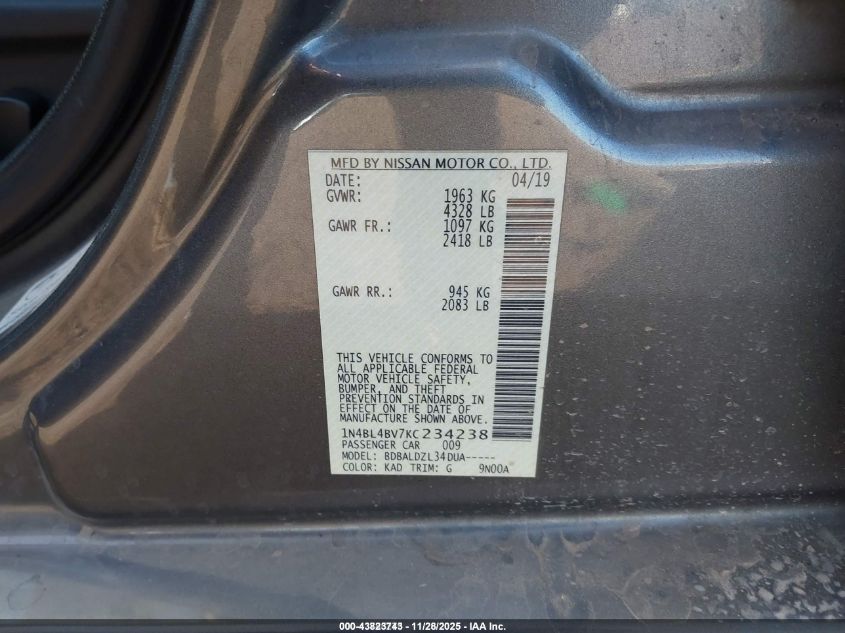 MFD BY NISSAN MOTOR CO., LTD.
DATE: 04/19
GVWR: 1963 KG
4328 LB
GAWR FR.: 1097 KG
2418 LB
GAWR RR.: 945 KG
2083 LB
THIS VEHICLE CONFORMS TO
ALL APPLICABLE FEDERAL
MOTOR VEHICLE SAFETY,
BUMPER, AND THEFT
PREVENTION STANDARDS IN
EFFECT ON THE DATE OF
MANUFACTURE SHOWN ABOVE.
1N4BL4BV7KC234238
PASSENGER CAR 009
MODEL: BDBALDZL34DUA-----
COLOR: KAD TRIM: G 9N00A
11/26/2025 - IAA Inc.